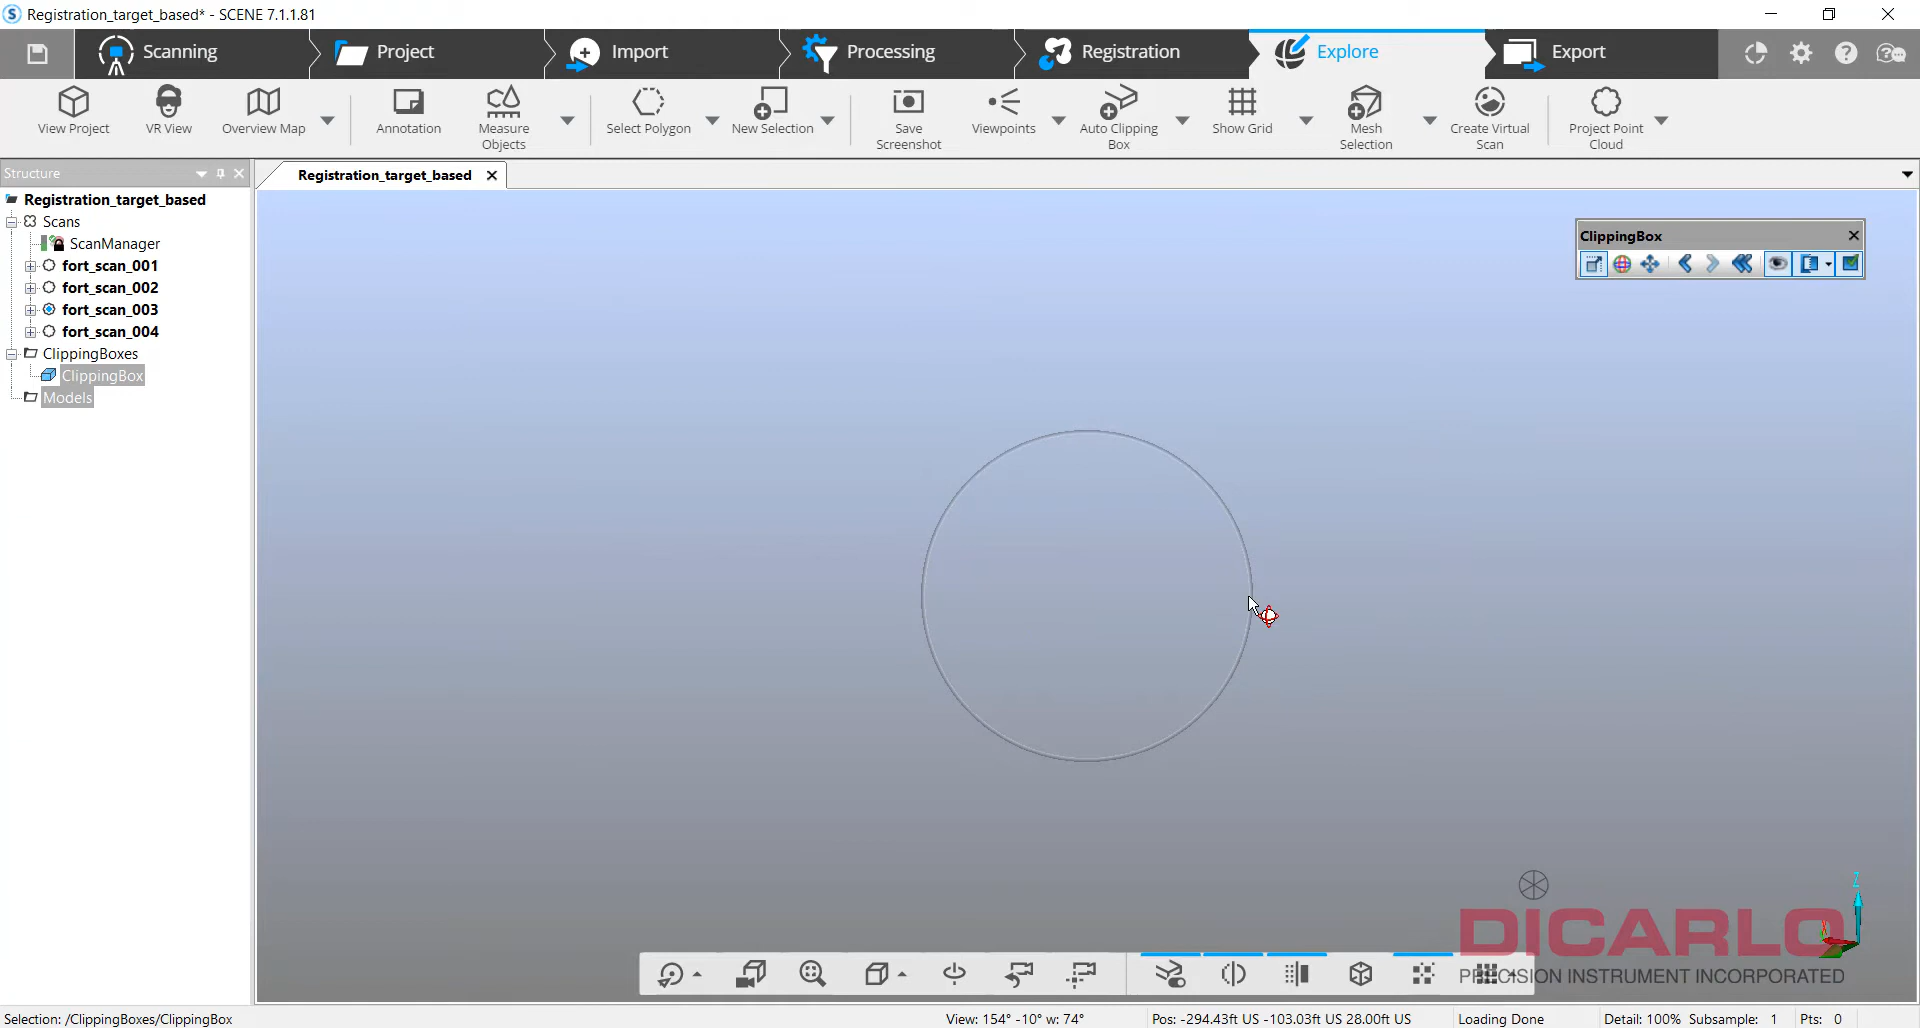 Registration_target_based* - SCENE 7.1.1.81
Scanning
Project
Import
Processing
Registration
Explore
Export
View Project
VR View
Overview Map
Annotation
Measure
Objects
Select Polygon
New Selection
Save
Screenshot
Viewpoints
Auto Clipping
Box
Show Grid
Mesh
Selection
Create Virtual
Scan
Project Point
Cloud
Structure
Registration_target_based
Registration_target_based
Scans
ScanManager
fort_scan_001
fort_scan_002
fort_scan_003
fort_scan_004
ClippingBoxes
ClippingBox
Models
ClippingBox
Z
DICARLO
PRECISION INSTRUMENT INCORPORATED
Selection: /ClippingBoxes/ClippingBox
View: 154° -10° w: 74°
Pos: -294.43ft US -103.03ft US 28.00ft US
Loading Done
Detail: 100% Subsample: 1
Pts: 0